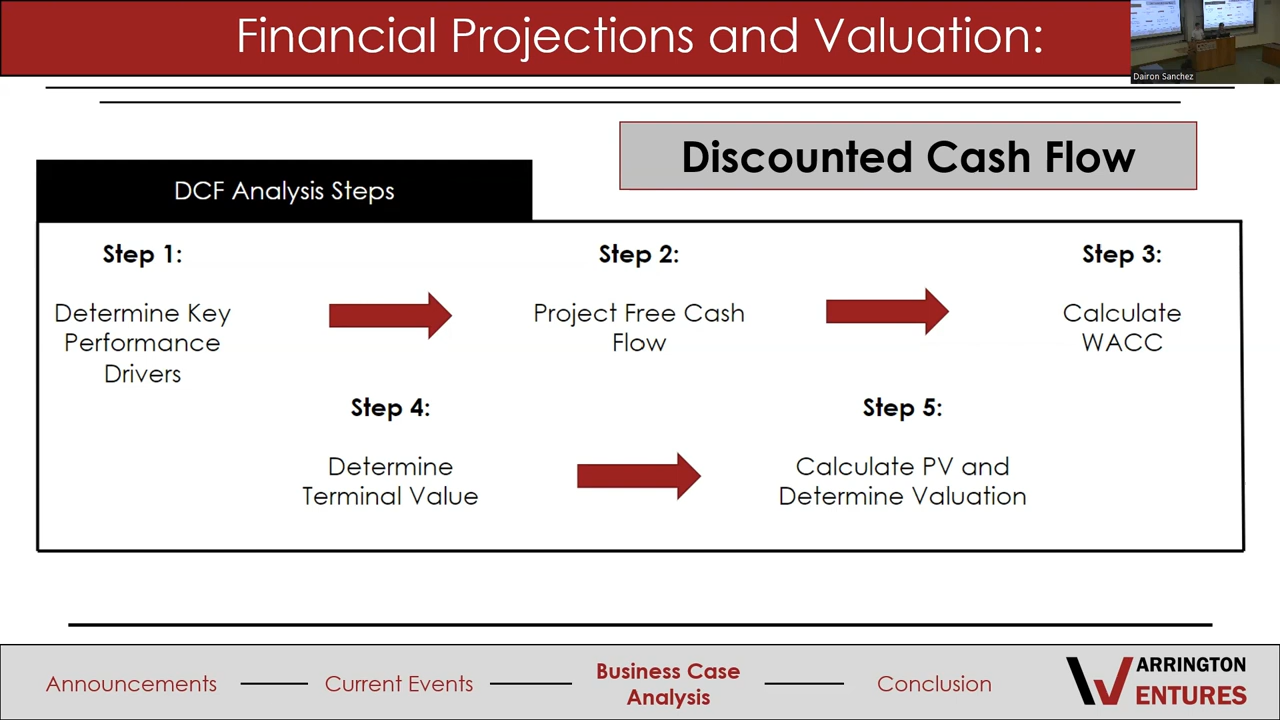 Financial Projections and Valuation:
Dairon Sanchez
Discounted Cash Flow
DCF Analysis Steps
Step 1:
Determine Key
Performance
Drivers
Step 2:
Project Free Cash
Flow
Step 3:
Calculate
WACC
Step 4:
Determine
Terminal Value
Step 5:
Calculate PV and
Determine Valuation
Announcements
Current Events
Business Case
Analysis
Conclusion
WARRINGTON
VENTURES